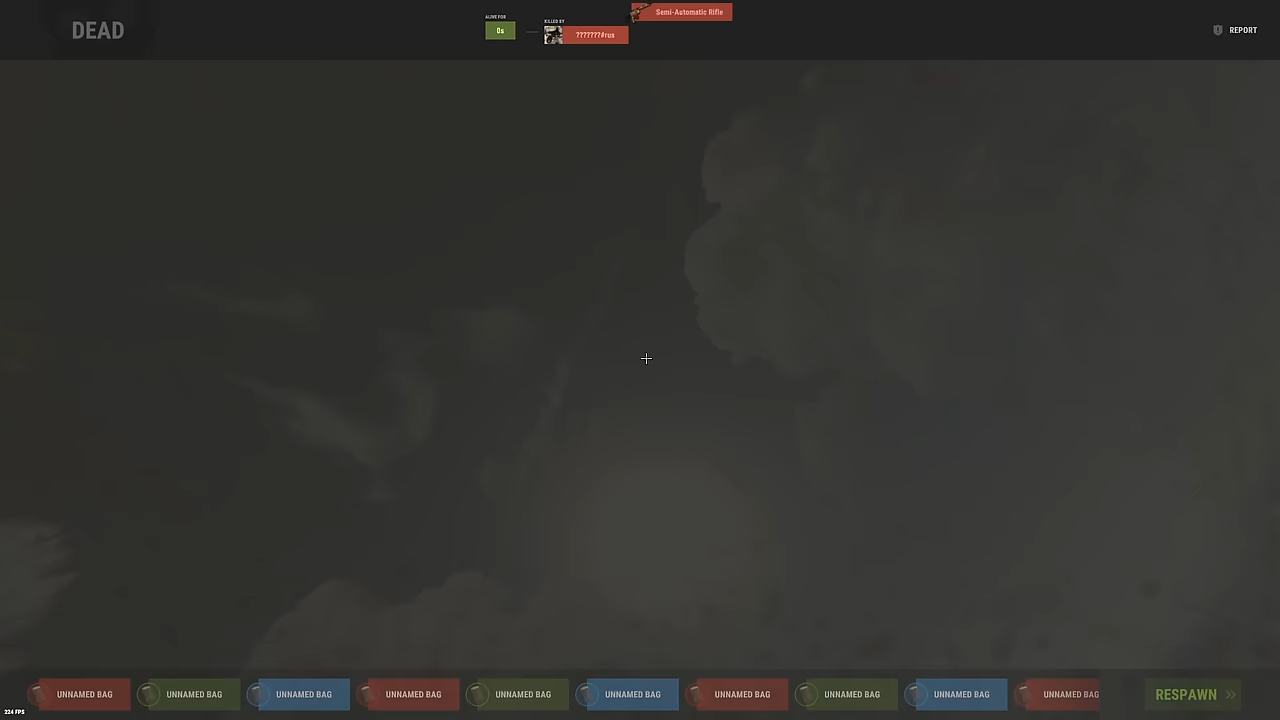 DEAD
ALIVE FOR
0s
KILLED BY
???????#rus
Semi-Automatic Rifle
REPORT
UNNAMED BAG
UNNAMED BAG
UNNAMED BAG
UNNAMED BAG
UNNAMED BAG
UNNAMED BAG
UNNAMED BAG
UNNAMED BAG
UNNAMED BAG
UNNAMED BAG
RESPAWN
224 FPS